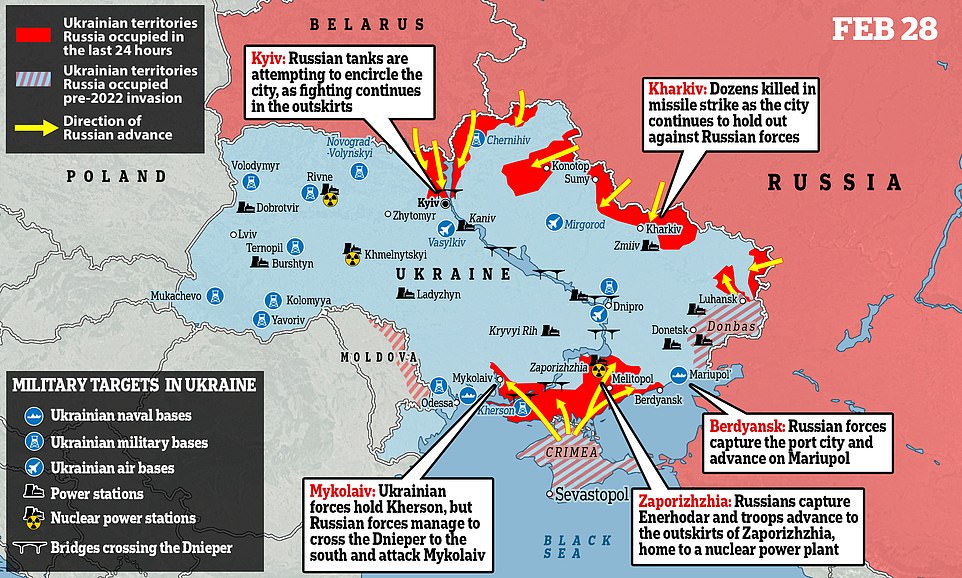 Ukrainian territories
Russia occupied in
the last 24 hours
Ukrainian territories
Russia occupied
pre-2022 invasion
Direction of
Russian advance
FEB 28
BELARUS
Kyiv: Russian tanks are
attempting to encircle the
city, as fighting continues
in the outskirts
Kharkiv: Dozens killed in
missile strike as the city
continues to hold out
against Russian forces
POLAND
RUSSIA
Novograd
-Volynskyi
Chernihiv
Volodymyr
Rivne
Konotop
Sumy
Dobrotvir
Kyiv
Zhytomyr
Kaniv
Mirgorod
Kharkiv
Lviv
Vasylkiv
Zmiiv
Ternopil
Burshtyn
Khmelnytskyi
UKRAINE
Mukachevo
Kolomyya
Ladyzhyn
Luhansk
Yavoriv
Dnipro
Kryvyi Rih
Donetsk
Donbas
MOLDOVA
Zaporizhzhia
Mykolaiv
Melitopol
Mariupol'
Odessa
Kherson
Berdyansk
CRIMEA
Sevastopol
BLACK
SEA
MILITARY TARGETS IN UKRAINE
Ukrainian naval bases
Ukrainian military bases
Ukrainian air bases
Power stations
Nuclear power stations
Bridges crossing the Dnieper
Berdyansk: Russian forces
capture the port city and
advance on Mariupol
Mykolaiv: Ukrainian
forces hold Kherson, but
Russian forces manage to
cross the Dnieper to the
south and attack Mykolaiv
Zaporizhzhia: Russians capture
Enerhodar and troops advance to
the outskirts of Zaporizhzhia,
home to a nuclear power plant